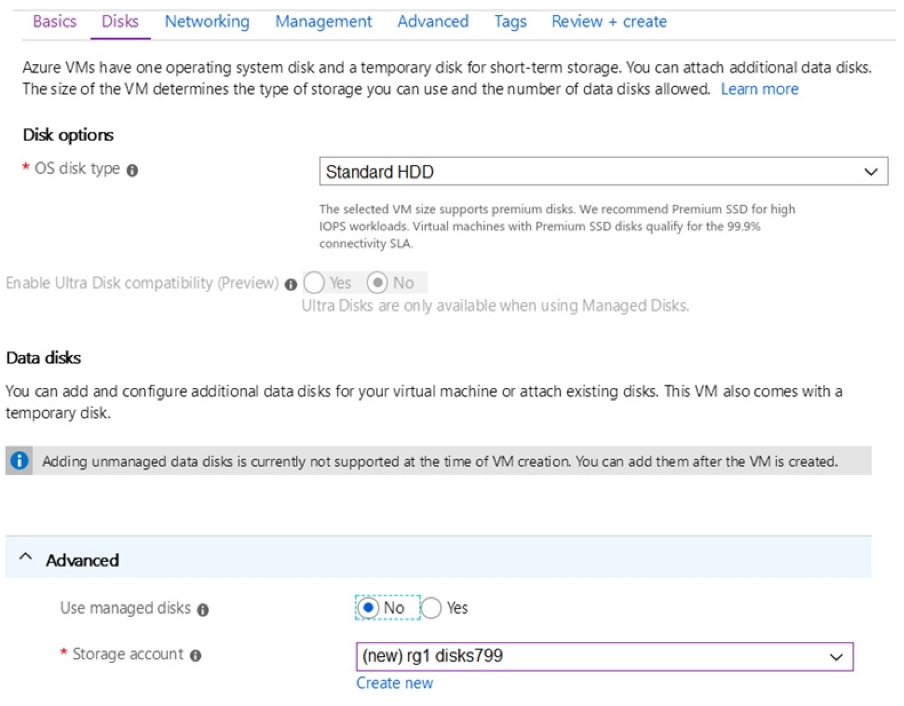 Basics Disks Networking Management Advanced Tags Review + create
Azure VMs have one operating system disk and a temporary disk for short-term storage. You can attach additional data disks.
The size of the VM determines the type of storage you can use and the number of data disks allowed. Learn more
Disk options
* OS disk type
Standard HDD
The selected VM size supports premium disks. We recommend Premium SSD for high
IOPS workloads. Virtual machines with Premium SSD disks qualify for the 99.9%
connectivity SLA.
Enable Ultra Disk compatibility (Preview) Yes No
Ultra Disks are only available when using Managed Disks.
Data disks
You can add and configure additional data disks for your virtual machine or attach existing disks. This VM also comes with a
temporary disk.
Adding unmanaged data disks is currently not supported at the time of VM creation. You can add them after the VM is created.
Advanced
Use managed disks No Yes
* Storage account (new) rg1 disks799
Create new